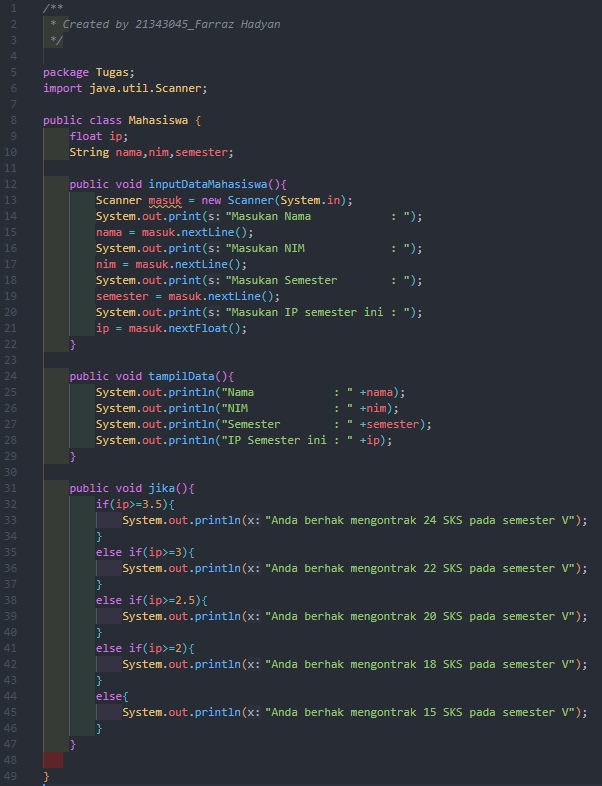 1 /**
2  * Created by 21343045_Farraz Hadyan
3  */
4
5 package Tugas;
6 import java.util.Scanner;
7
8 public class Mahasiswa {
9     float ip;
10     String nama,nim,semester;
11
12     public void inputDataMahasiswa(){
13         Scanner masuk = new Scanner(System.in);
14         System.out.print(s: "Masukan Nama            : ");
15         nama = masuk.nextLine();
16         System.out.print(s: "Masukan NIM             : ");
17         nim = masuk.nextLine();
18         System.out.print(s: "Masukan Semester        : ");
19         semester = masuk.nextLine();
20         System.out.print(s: "Masukan IP semester ini : ");
21         ip = masuk.nextFloat();
22     }
23
24     public void tampilData(){
25         System.out.println("Nama            : " +nama);
26         System.out.println("NIM             : " +nim);
27         System.out.println("Semester        : " +semester);
28         System.out.println("IP Semester ini : " +ip);
29     }
30
31     public void jika(){
32         if(ip>=3.5){
33             System.out.println(x: "Anda berhak mengontrak 24 SKS pada semester V");
34         }
35         else if(ip>=3){
36             System.out.println(x: "Anda berhak mengontrak 22 SKS pada semester V");
37         }
38         else if(ip>=2.5){
39             System.out.println(x: "Anda berhak mengontrak 20 SKS pada semester V");
40         }
41         else if(ip>=2){
42             System.out.println(x: "Anda berhak mengontrak 18 SKS pada semester V");
43         }
44         else{
45             System.out.println(x: "Anda berhak mengontrak 15 SKS pada semester V");
46         }
47     }
48
49 }